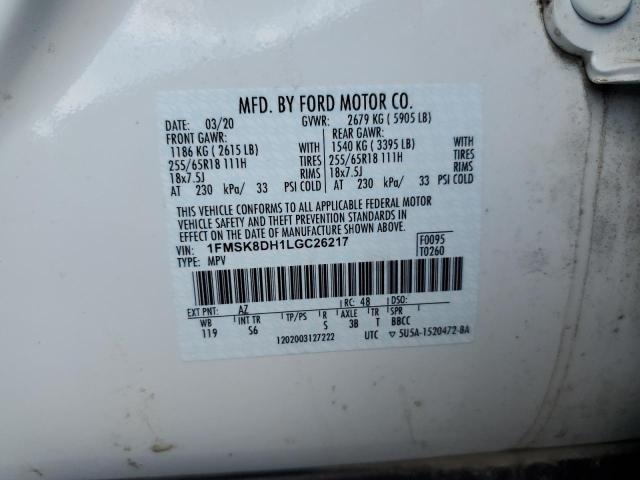 MFD. BY FORD MOTOR CO.
DATE: 03/20 GVWR: 2679 KG ( 5905 LB)
FRONT GAWR: REAR GAWR:
1186 KG ( 2615 LB) WITH 1540 KG ( 3395 LB) WITH
255/65R18 111H TIRES 255/65R18 111H TIRES
18x7.5J RIMS 18x7.5J RIMS
AT 230 kPa/ 33 PSI COLD AT 230 kPa/ 33 PSI COLD
THIS VEHICLE CONFORMS TO ALL APPLICABLE FEDERAL MOTOR
VEHICLE SAFETY AND THEFT PREVENTION STANDARDS IN
EFFECT ON THE DATE OF MANUFACTURE SHOWN ABOVE.
VIN: 1FMSK8DH1LGC26217 F0095
TYPE: MPV T0260
EXT PNT: AZ RC: 48 DSO:
WB INT TR TP/PS R AXLE TR SPR
119 S6 S 3B T BBCC
1202003127222 UTC ▽ 5U5A-1520472-BA